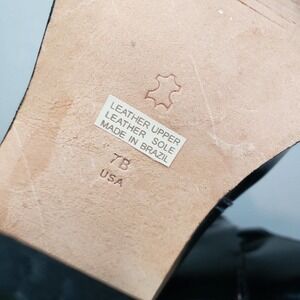 LEATHER UPPER
LEATHER SOLE
MADE IN BRAZIL
7B
USA